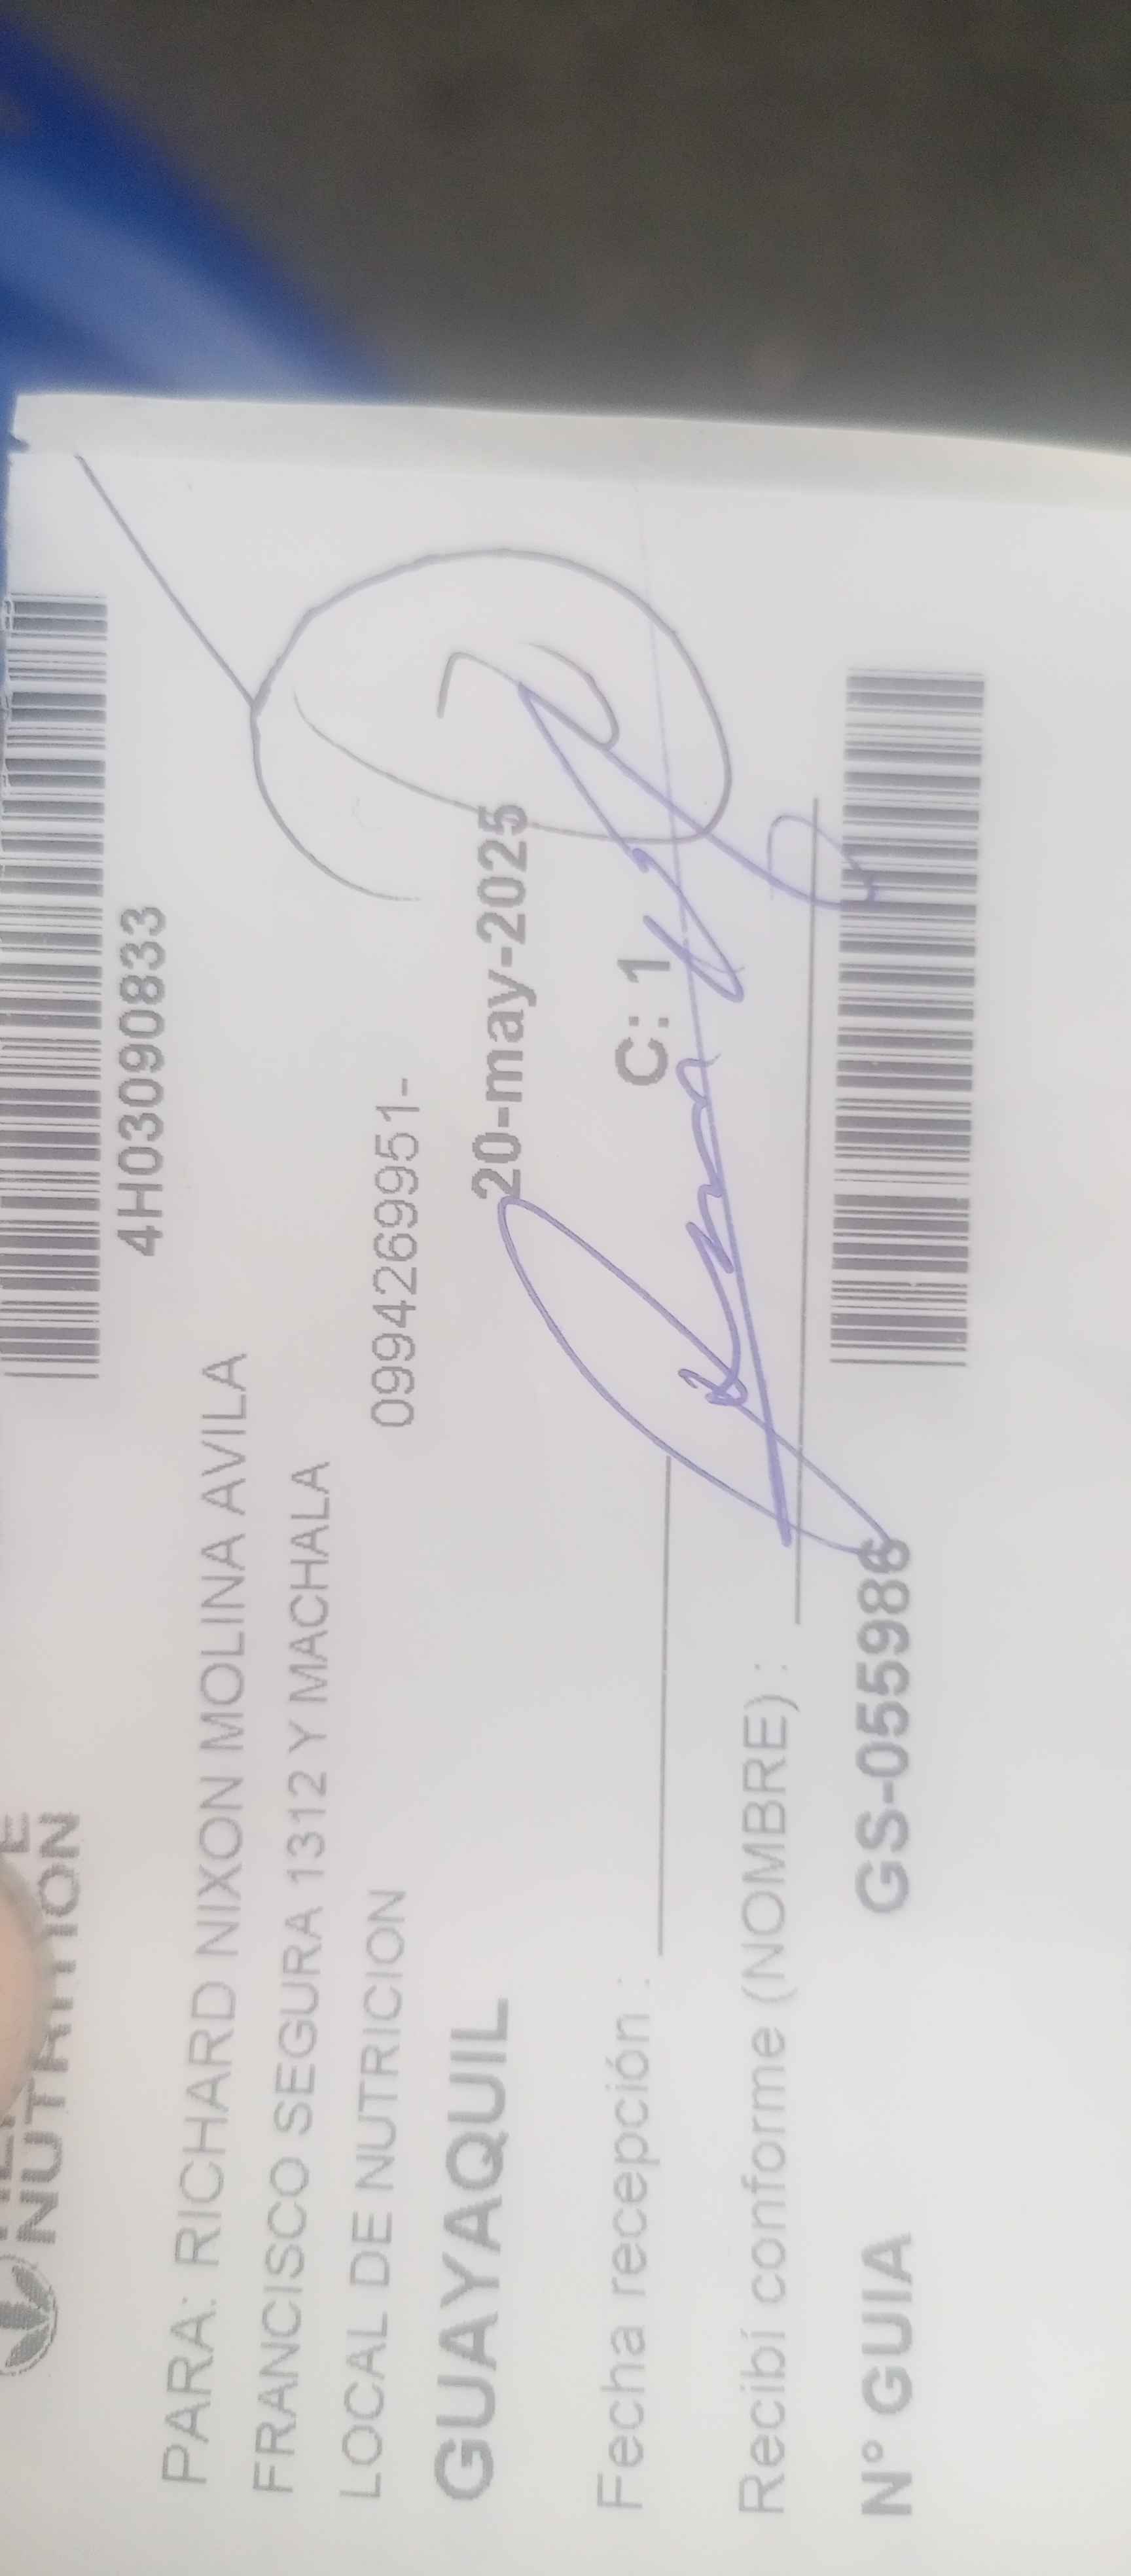 NUTRITION
4H03090833
PARA: RICHARD NIXON MOLINA AVILA
FRANCISCO SEGURA 1312 Y MACHALA
LOCAL DE NUTRICION 0994269951-
GUAYAQUIL 20-may-2025
Fecha recepción : C: 1
Recibí conforme (NOMBRE) :
N° GUIA GS-055986